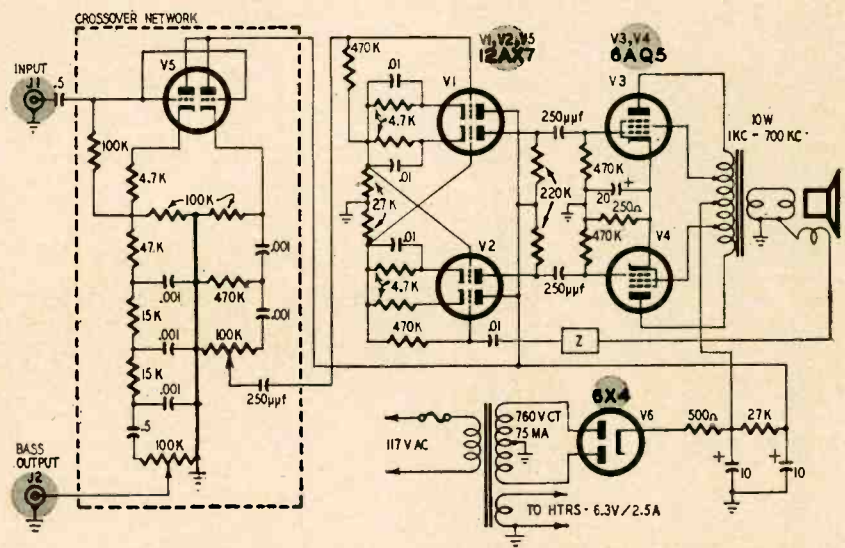 CROSSOVER NETWORK
INPUT
J1
.5
V5
100K
4.7K
100K
47K
.001
.001
470K
15K
.001
.001
100K
15K
.001
250µµf
.5
100K
BASS
OUTPUT
J2
470K
.01
V1
4.7K
.01
27K
.01
V2
4.7K
.01
470K
.01
V1, V2, V5
12AX7
250µµf
220K
250µµf
V3, V4
6AQ5
V3
470K
20 +
250Ω
470K
V4
10W
1KC - 700 KC
Z
117 V AC
760 V CT
75 MA
6X4
V6
500Ω
27K
+
10
+
10
TO HTRS - 6.3V/2.5A